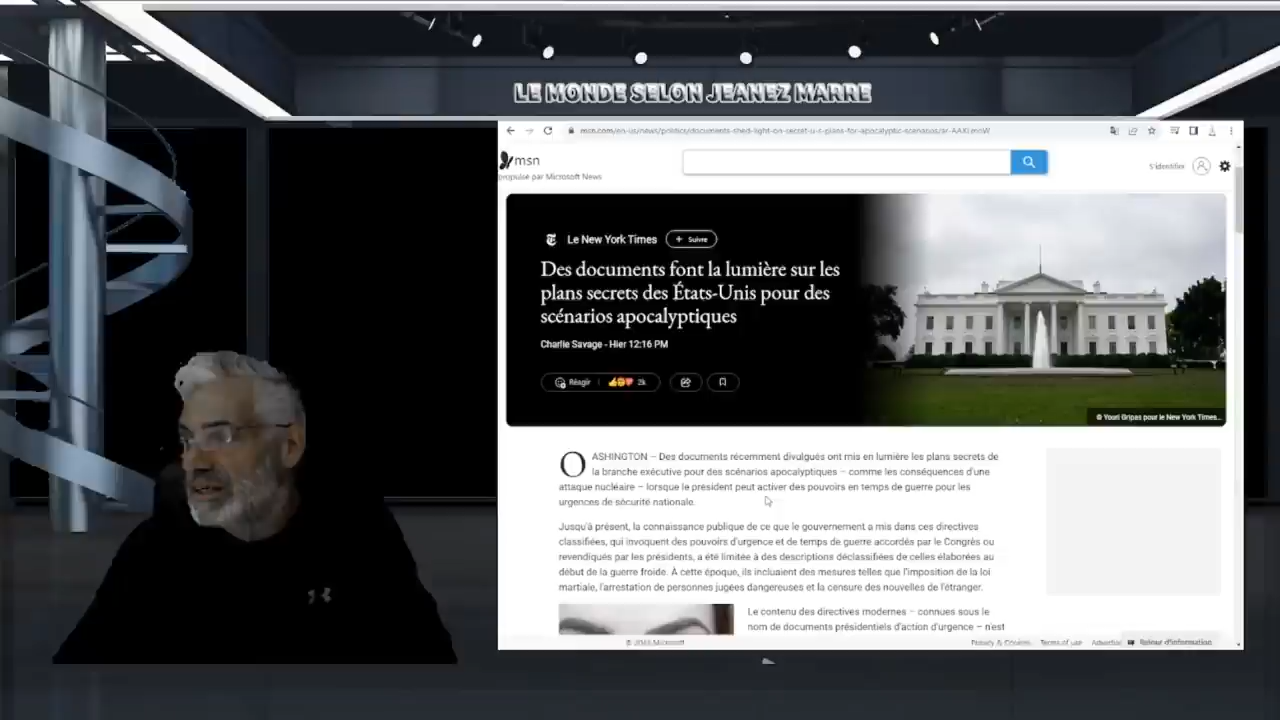 LE MONDE SELON JEANEZ MARRE
msn.com/en-us/news/politics/documents-shed-light-on-secret-u-s-plans-for-apocalyptic-scenarios/
msn
propulsé par Microsoft News
S'identifier
Le New York Times
+ Suivre
Des documents font la lumière sur les
plans secrets des États-Unis pour des
scénarios apocalyptiques
Charlie Savage - Hier 12:16 PM
Réagir
2k
© Youri Gripas pour le New York Times...
O ASHINGTON – Des documents récemment divulgués ont mis en lumière les plans secrets de
la branche exécutive pour des scénarios apocalyptiques – comme les conséquences d'une
attaque nucléaire – lorsque le président peut activer des pouvoirs en temps de guerre pour les
urgences de sécurité nationale.
Jusqu'à présent, la connaissance publique de ce que le gouvernement a mis dans ces directives
classifiées, qui invoquent des pouvoirs d'urgence et de temps de guerre accordés par le Congrès ou
revendiqués par les présidents, a été limitée à des descriptions déclassifiées de celles élaborées au
début de la guerre froide. À cette époque, ils incluaient des mesures telles que l'imposition de la loi
martiale, l'arrestation de personnes jugées dangereuses et la censure des nouvelles de l'étranger.
Le contenu des directives modernes – connues sous le
nom de documents présidentiels d'action d'urgence – n'est
Microsoft
Privacy & Cookies
Terms of use
Advertise
Retour d'information